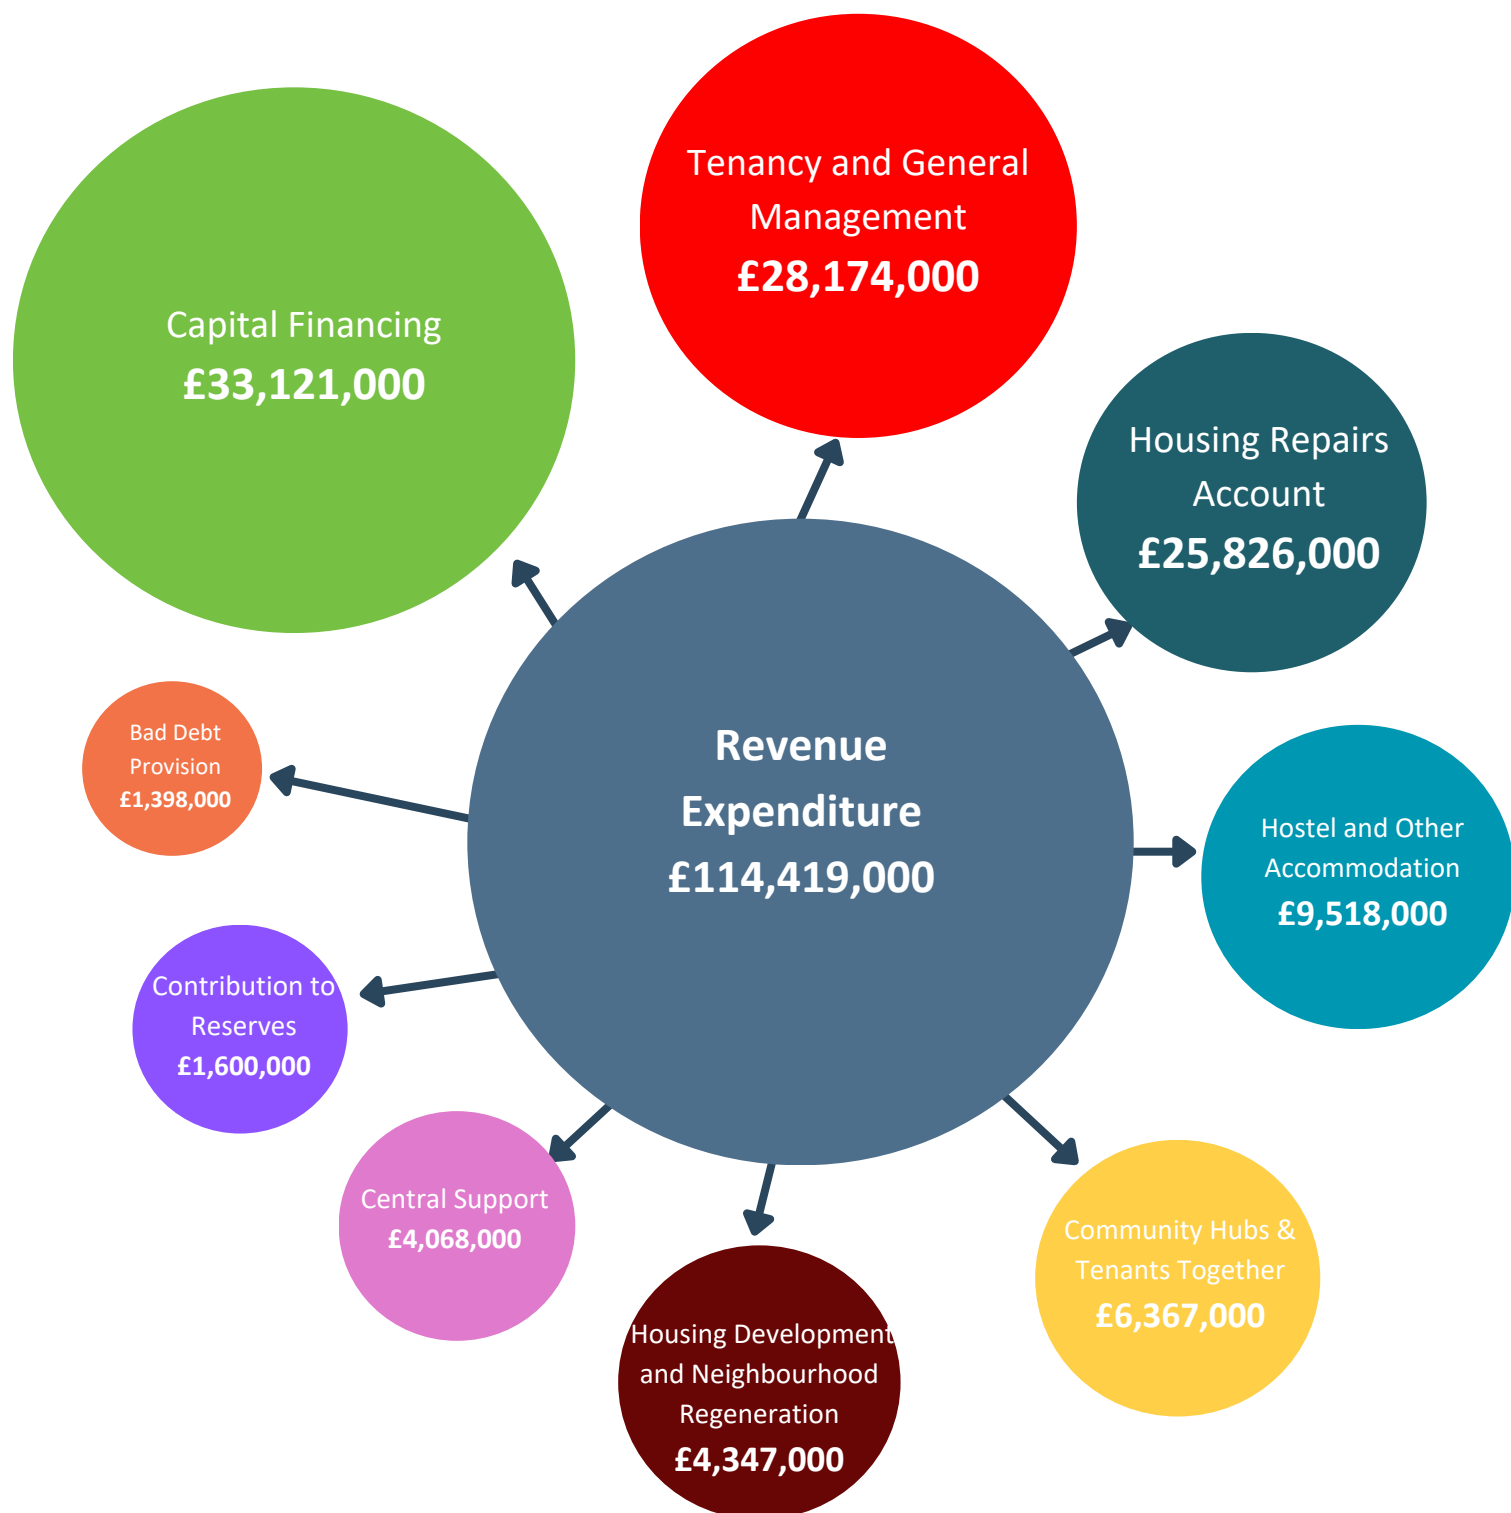 Tenancy and General
Management
£28,174,000
Capital Financing
£33,121,000
Housing Repairs
Account
£25,826,000
Bad Debt
Provision
£1,398,000
Revenue
Expenditure
£114,419,000
Hostel and Other
Accommodation
£9,518,000
Contribution to
Reserves
£1,600,000
Central Support
£4,068,000
Community Hubs &
Tenants Together
£6,367,000
Housing Development
and Neighbourhood
Regeneration
£4,347,000